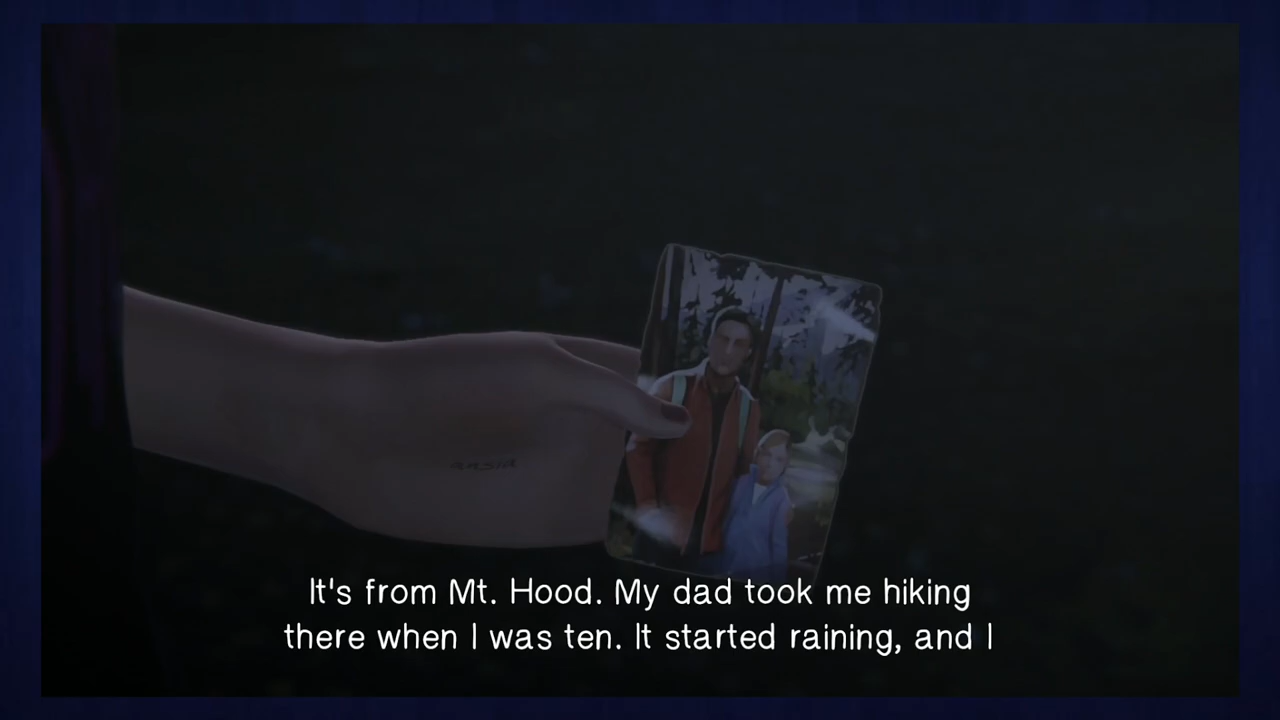 It's from Mt. Hood. My dad took me hiking
there when I was ten. It started raining, and I